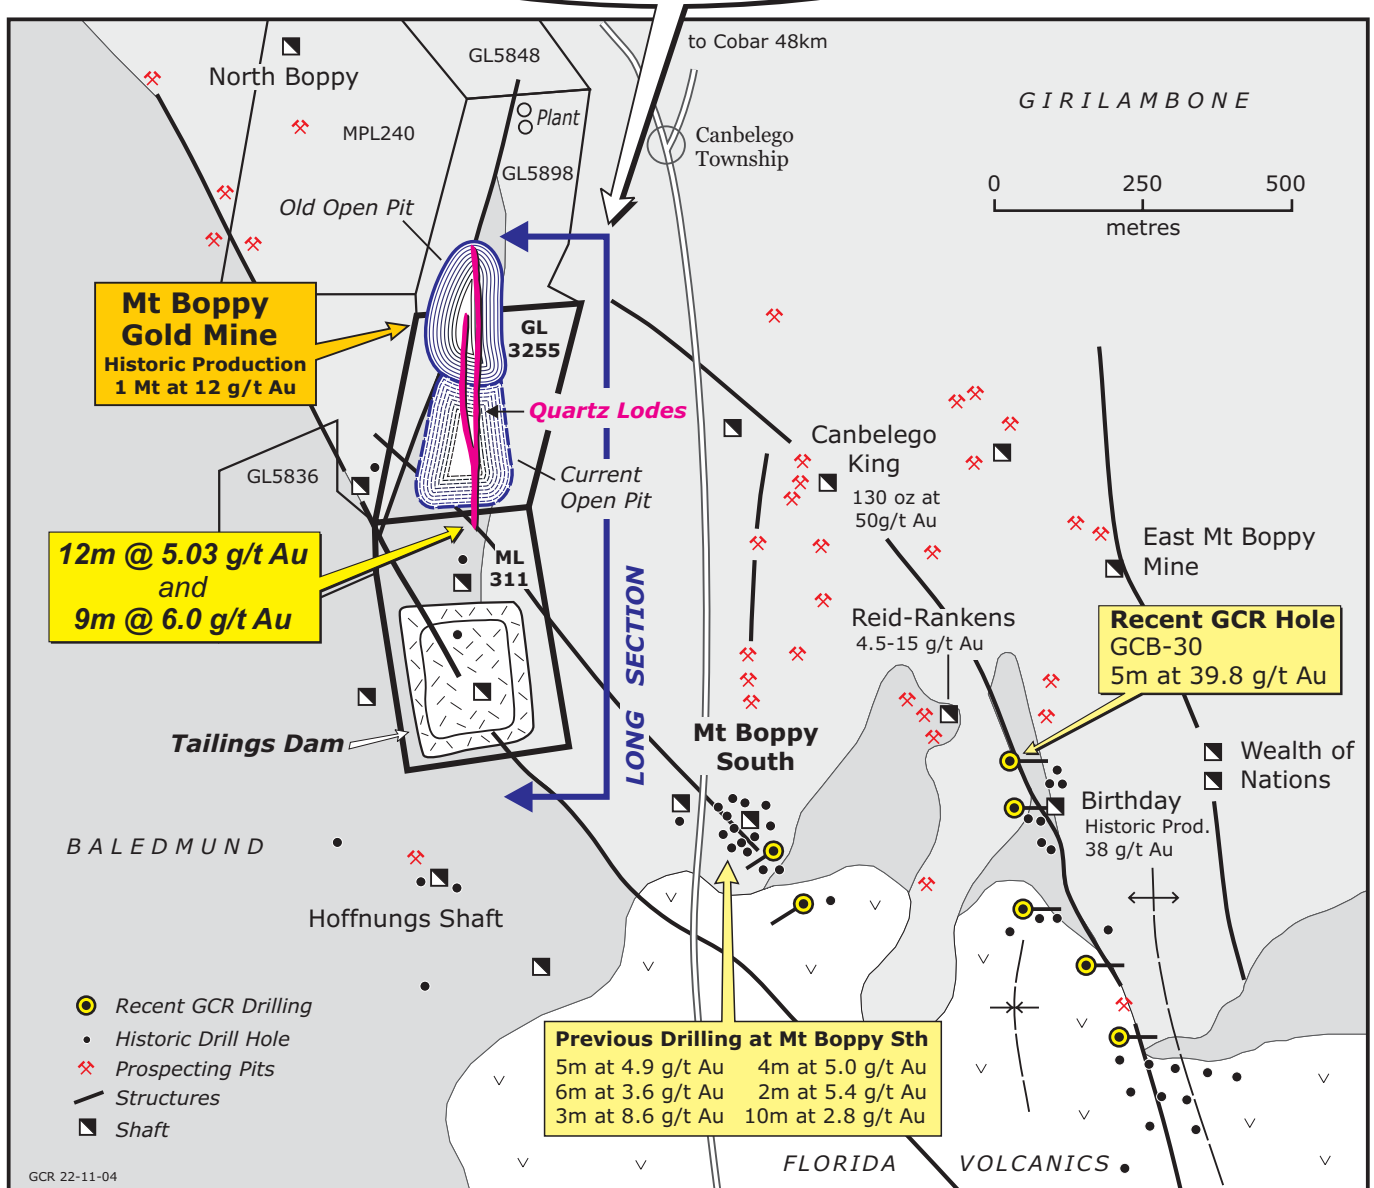 to Cobar 48km
GL5848
North Boppy
GIRILAMBONE
Plant
MPL240
Canbelego
Township
GL5898
0 250 500
metres
Old Open Pit
Mt Boppy
Gold Mine
Historic Production
1 Mt at 12 g/t Au
GL
3255
Quartz Lodes
Canbelego
King
130 oz at
50g/t Au
GL5836
Current
Open Pit
12m @ 5.03 g/t Au
and
9m @ 6.0 g/t Au
ML
311
East Mt Boppy
Mine
LONG SECTION
Reid-Rankens
4.5-15 g/t Au
Recent GCR Hole
GCB-30
5m at 39.8 g/t Au
Tailings Dam
Mt Boppy
South
Wealth of
Nations
Birthday
Historic Prod.
38 g/t Au
BALEDMUND
Hoffnungs Shaft
Recent GCR Drilling
Historic Drill Hole
Prospecting Pits
Structures
Shaft
Previous Drilling at Mt Boppy Sth
5m at 4.9 g/t Au 4m at 5.0 g/t Au
6m at 3.6 g/t Au 2m at 5.4 g/t Au
3m at 8.6 g/t Au 10m at 2.8 g/t Au
FLORIDA VOLCANICS
GCR 22-11-04